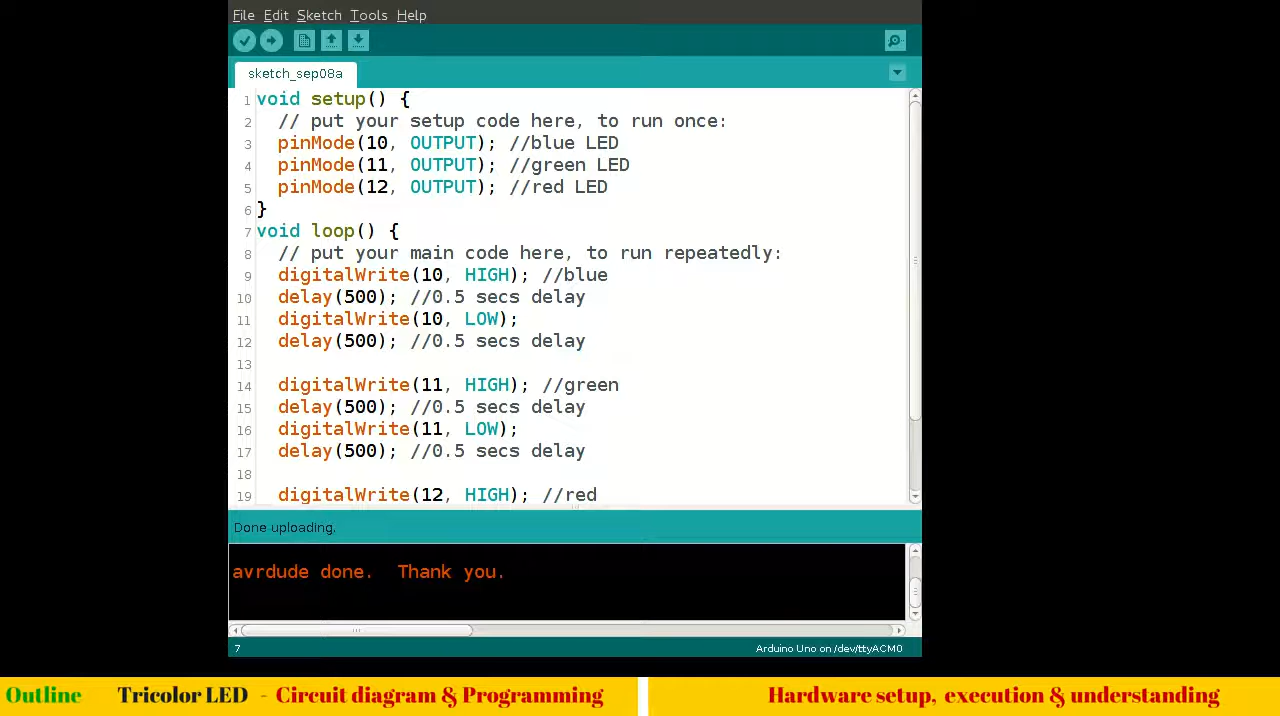 File Edit Sketch Tools Help
sketch_sep08a
1 void setup() {
2 // put your setup code here, to run once:
3 pinMode(10, OUTPUT); //blue LED
4 pinMode(11, OUTPUT); //green LED
5 pinMode(12, OUTPUT); //red LED
6 }
7 void loop() {
8 // put your main code here, to run repeatedly:
9 digitalWrite(10, HIGH); //blue
10 delay(500); //0.5 secs delay
11 digitalWrite(10, LOW);
12 delay(500); //0.5 secs delay
13
14 digitalWrite(11, HIGH); //green
15 delay(500); //0.5 secs delay
16 digitalWrite(11, LOW);
17 delay(500); //0.5 secs delay
18
19 digitalWrite(12, HIGH); //red
Done uploading.
avrdude done.  Thank you.
7 Arduino Uno on /dev/ttyACM0
Outline Tricolor LED - Circuit diagram & Programming Hardware setup, execution & understanding